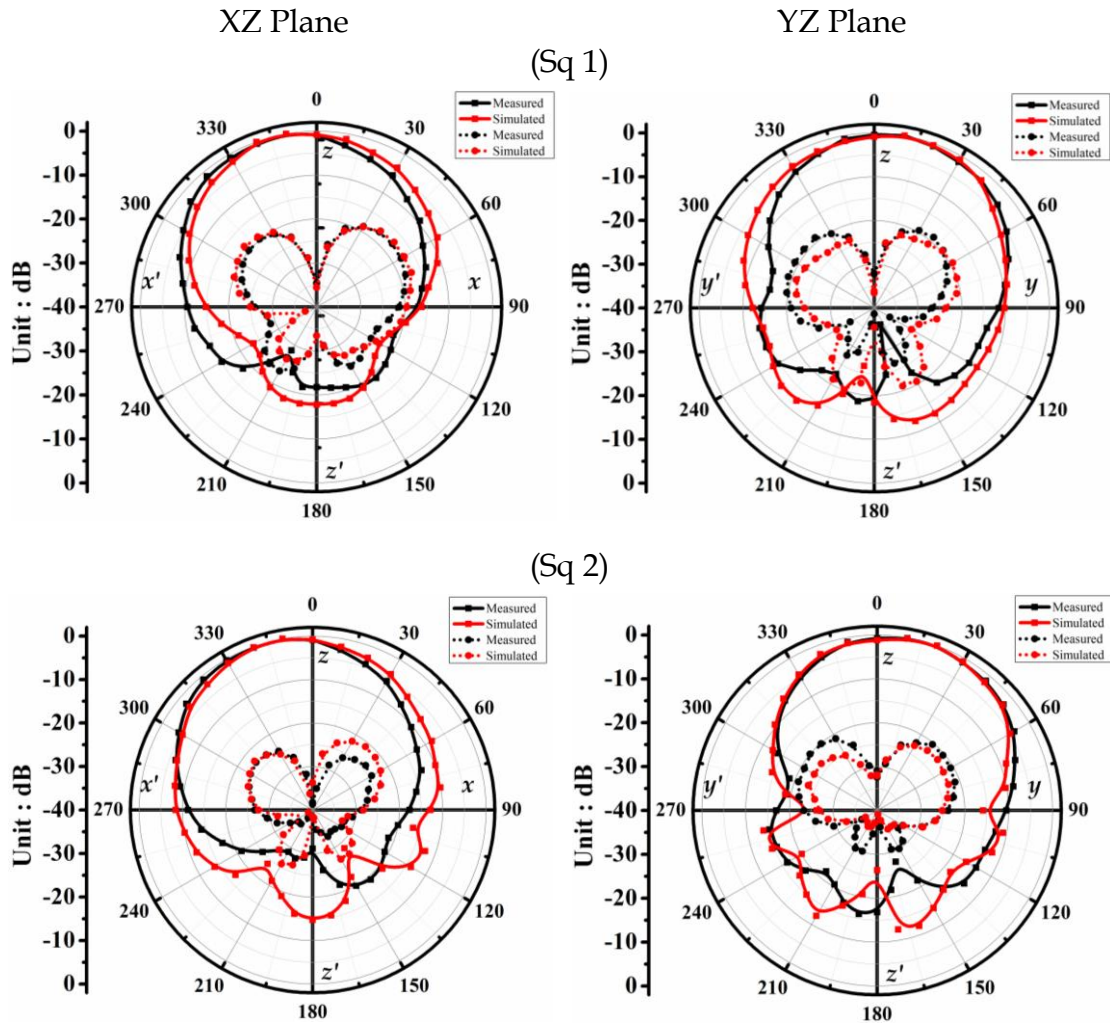 XZ Plane YZ Plane
(Sq 1)
0 0
Measured
Simulated
Measured
Simulated
Measured
Simulated
Measured
Simulated
330 30 330 30
0 0
z z
-10 -10
300 60 300 60
-20 -20
-30 -30
x' x y' y
-40 270 90 -40 270 90
Unit : dB Unit : dB
-30 -30
-20 -20
240 120 240 120
-10 -10
z' z'
0 0
210 150 210 150
180 180
(Sq 2)
0 0
Measured
Simulated
Measured
Simulated
Measured
Simulated
Measured
Simulated
330 30 330 30
0 0
z z
-10 -10
300 60 300 60
-20 -20
-30 -30
x' x y' y
-40 270 90 -40 270 90
Unit : dB Unit : dB
-30 -30
-20 -20
240 120 240 120
-10 -10
z' z'
0 0
210 150 210 150
180 180